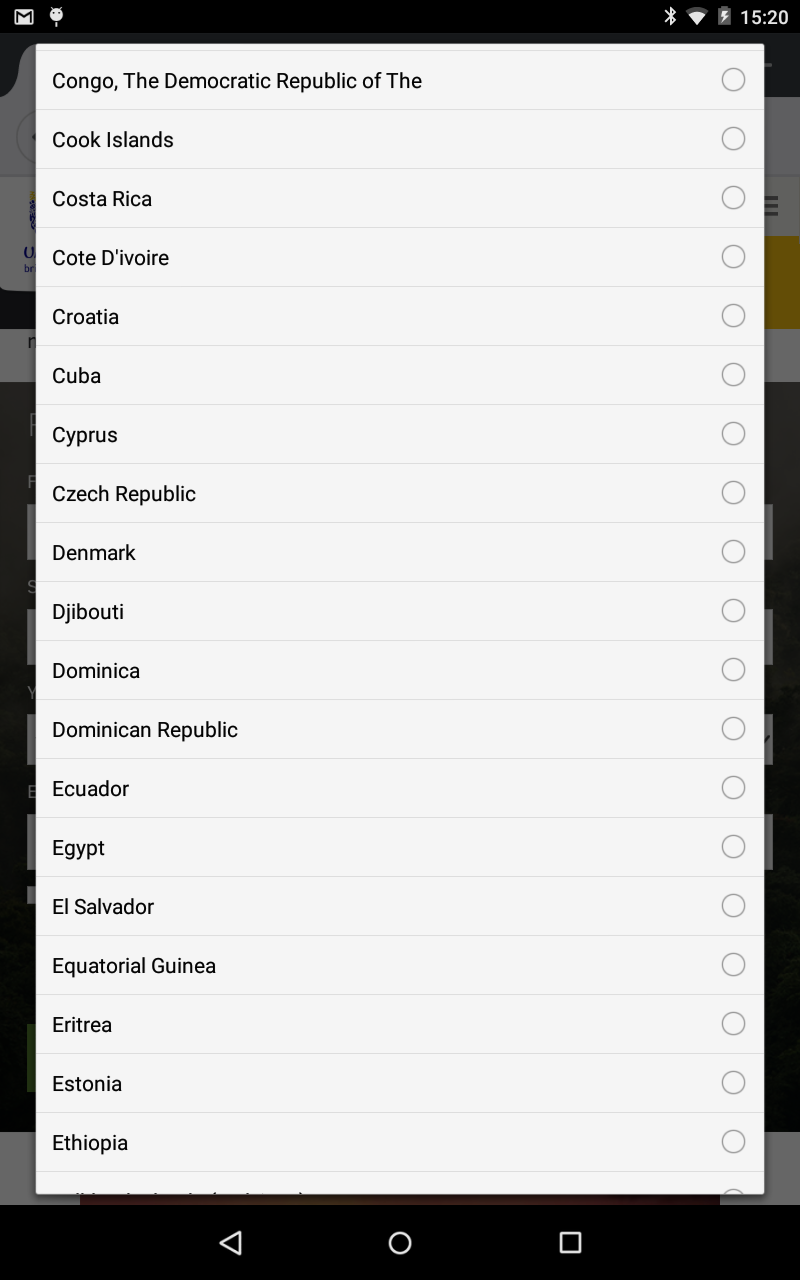 15:20
Congo, The Democratic Republic of The
Cook Islands
Costa Rica
Cote D'ivoire
Croatia
Cuba
Cyprus
Czech Republic
Denmark
Djibouti
Dominica
Dominican Republic
Ecuador
Egypt
El Salvador
Equatorial Guinea
Eritrea
Estonia
Ethiopia